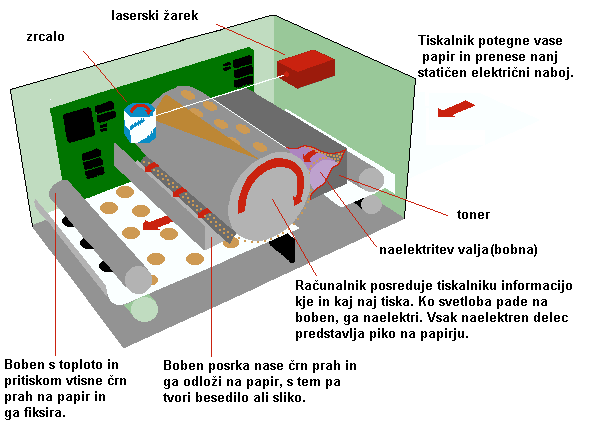 laserski žarek
zrcalo
Tiskalnik potegne vase
papir in prenese nanj
statičen električni naboj.
toner
naelektritev valja(bobna)
Računalnik posreduje tiskalniku informacijo
kje in kaj naj tiska. Ko svetloba pade na
boben, ga naelektri. Vsak naelektren delec
predstavlja piko na papirju.
Boben s toploto in
pritiskom vtisne črn
prah na papir in
ga fiksira.
Boben posrka nase črn prah in
ga odloži na papir, s tem pa
tvori besedilo ali sliko.